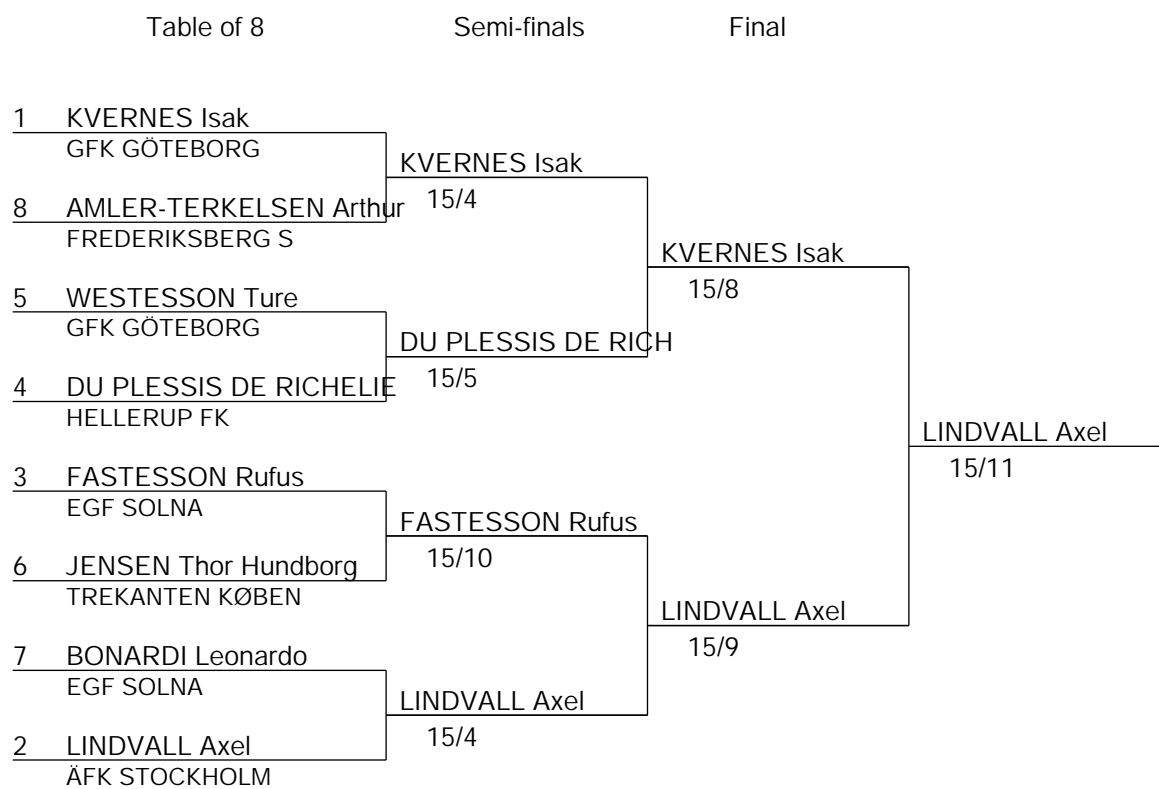 Table of 8 Semi-finals Final
1 KVERNES Isak
GFK GÖTEBORG
KVERNES Isak
15/4
8 AMLER-TERKELSEN Arthur
FREDERIKSBERG S
KVERNES Isak
15/8
5 WESTESSON Ture
GFK GÖTEBORG
DU PLESSIS DE RICH
15/5
4 DU PLESSIS DE RICHELIE
HELLERUP FK
LINDVALL Axel
15/11
3 FASTESSON Rufus
EGF SOLNA
FASTESSON Rufus
15/10
6 JENSEN Thor Hundborg
TREKANTEN KØBEN
LINDVALL Axel
15/9
7 BONARDI Leonardo
EGF SOLNA
LINDVALL Axel
15/4
2 LINDVALL Axel
ÄFK STOCKHOLM